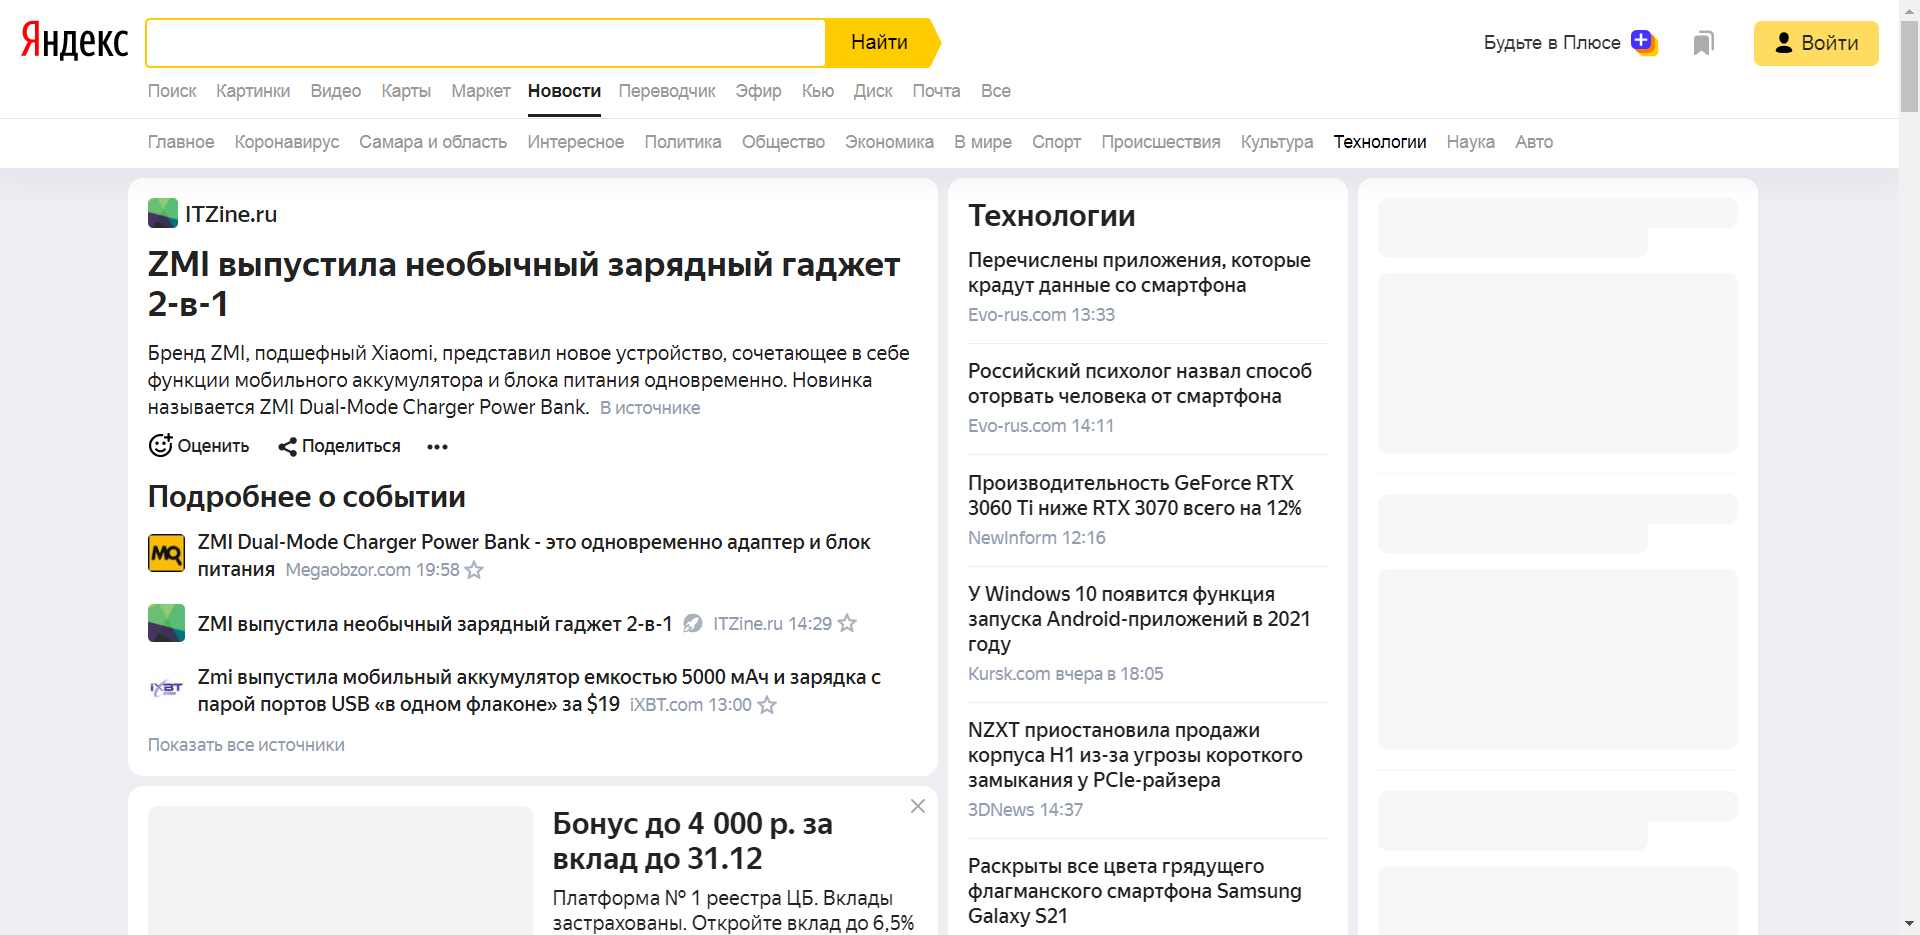 Яндекс
Найти
Будьте в Плюсе
Войти
Поиск Картинки Видео Карты Маркет Новости Переводчик Эфир Кью Диск Почта Все
Главное Коронавирус Самара и область Интересное Политика Общество Экономика В мире Спорт Происшествия Культура Технологии Наука Авто
ITZine.ru
ZMI выпустила необычный зарядный гаджет
2-в-1
Бренд ZMI, подшефный Xiaomi, представил новое устройство, сочетающее в себе
функции мобильного аккумулятора и блока питания одновременно. Новинка
называется ZMI Dual-Mode Charger Power Bank. В источнике
Оценить Поделиться
Подробнее о событии
MQ
ZMI Dual-Mode Charger Power Bank - это одновременно адаптер и блок
питания Megaobzor.com 19:58
ZMI выпустила необычный зарядный гаджет 2-в-1 ITZine.ru 14:29
iXBT
.COM
Zmi выпустила мобильный аккумулятор емкостью 5000 мАч и зарядка с
парой портов USB «в одном флаконе» за $19 iXBT.com 13:00
Показать все источники
Бонус до 4 000 р. за
вклад до 31.12
Платформа № 1 реестра ЦБ. Вклады
застрахованы. Откройте вклад до 6,5%
Технологии
Перечислены приложения, которые
крадут данные со смартфона
Evo-rus.com 13:33
Российский психолог назвал способ
оторвать человека от смартфона
Evo-rus.com 14:11
Производительность GeForce RTX
3060 Ti ниже RTX 3070 всего на 12%
NewInform 12:16
У Windows 10 появится функция
запуска Android-приложений в 2021
году
Kursk.com вчера в 18:05
NZXT приостановила продажи
корпуса H1 из-за угрозы короткого
замыкания у PCIe-райзера
3DNews 14:37
Раскрыты все цвета грядущего
флагманского смартфона Samsung
Galaxy S21